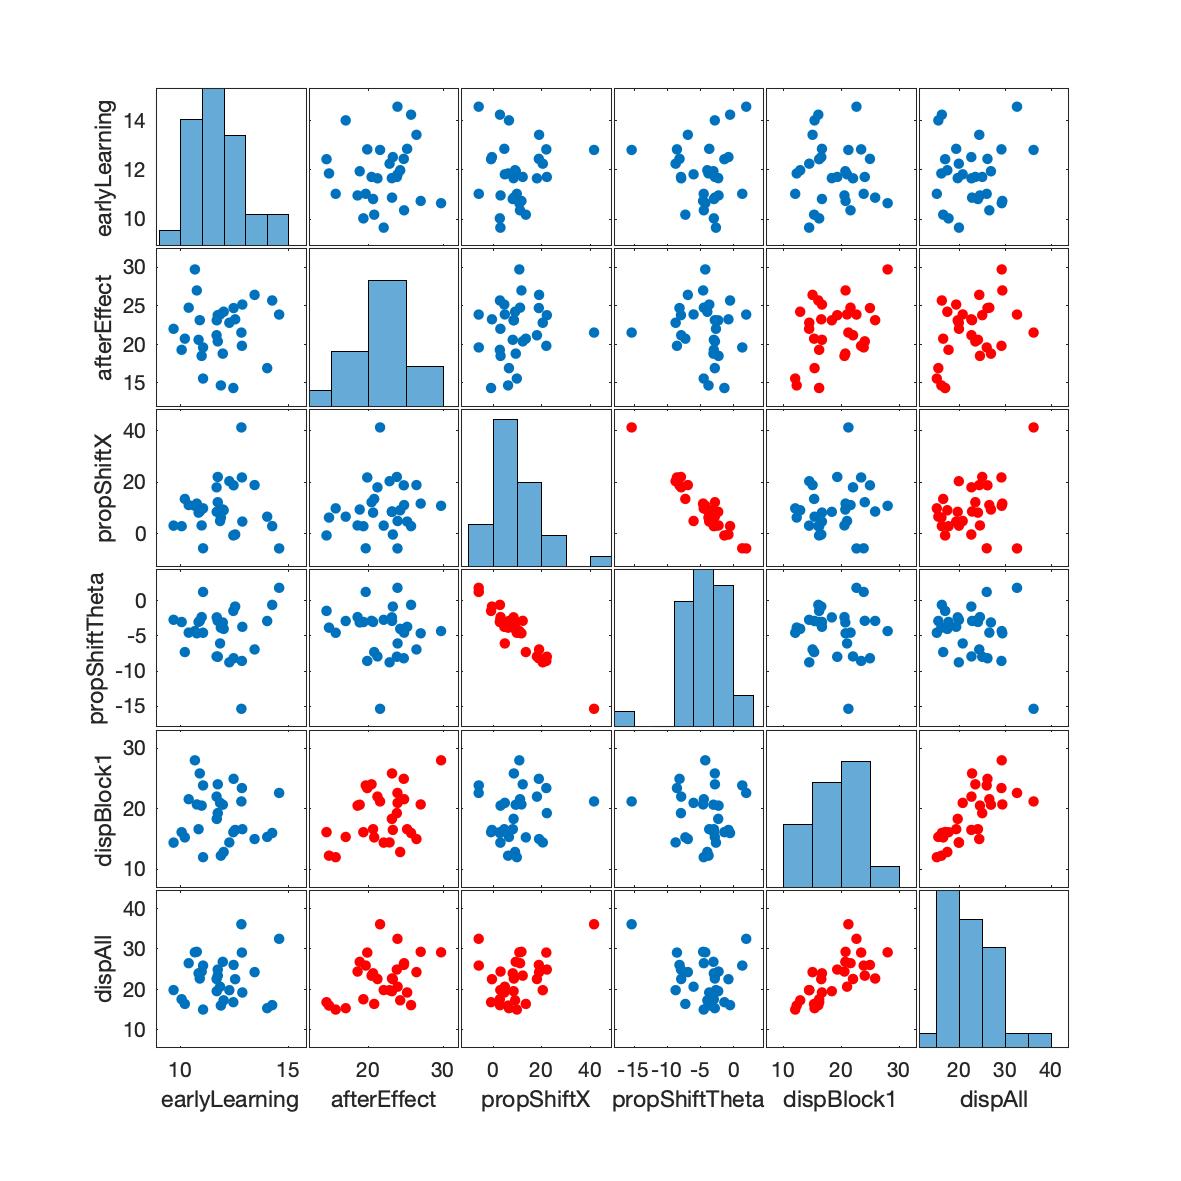 earlyLearning
14
12
10
afterEffect
30
25
20
15
propShiftX
40
20
0
propShiftTheta
0
-5
-10
-15
dispBlock1
30
20
10
dispAll
40
30
20
10
10 15 20 30 0 20 40 -15 -10 -5 0 10 20 30 20 30 40
earlyLearning afterEffect propShiftX propShiftTheta dispBlock1 dispAll